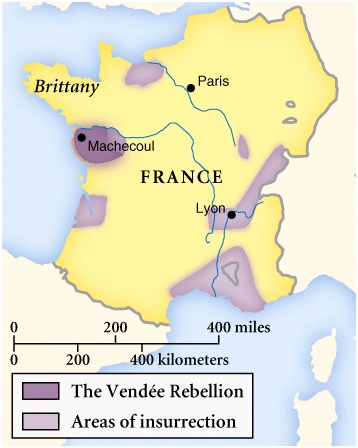 Paris
Brittany
Machecoul
FRANCE
Lyon
0 200 400 miles
0 200 400 kilometers
The Vendée Rebellion
Areas of insurrection